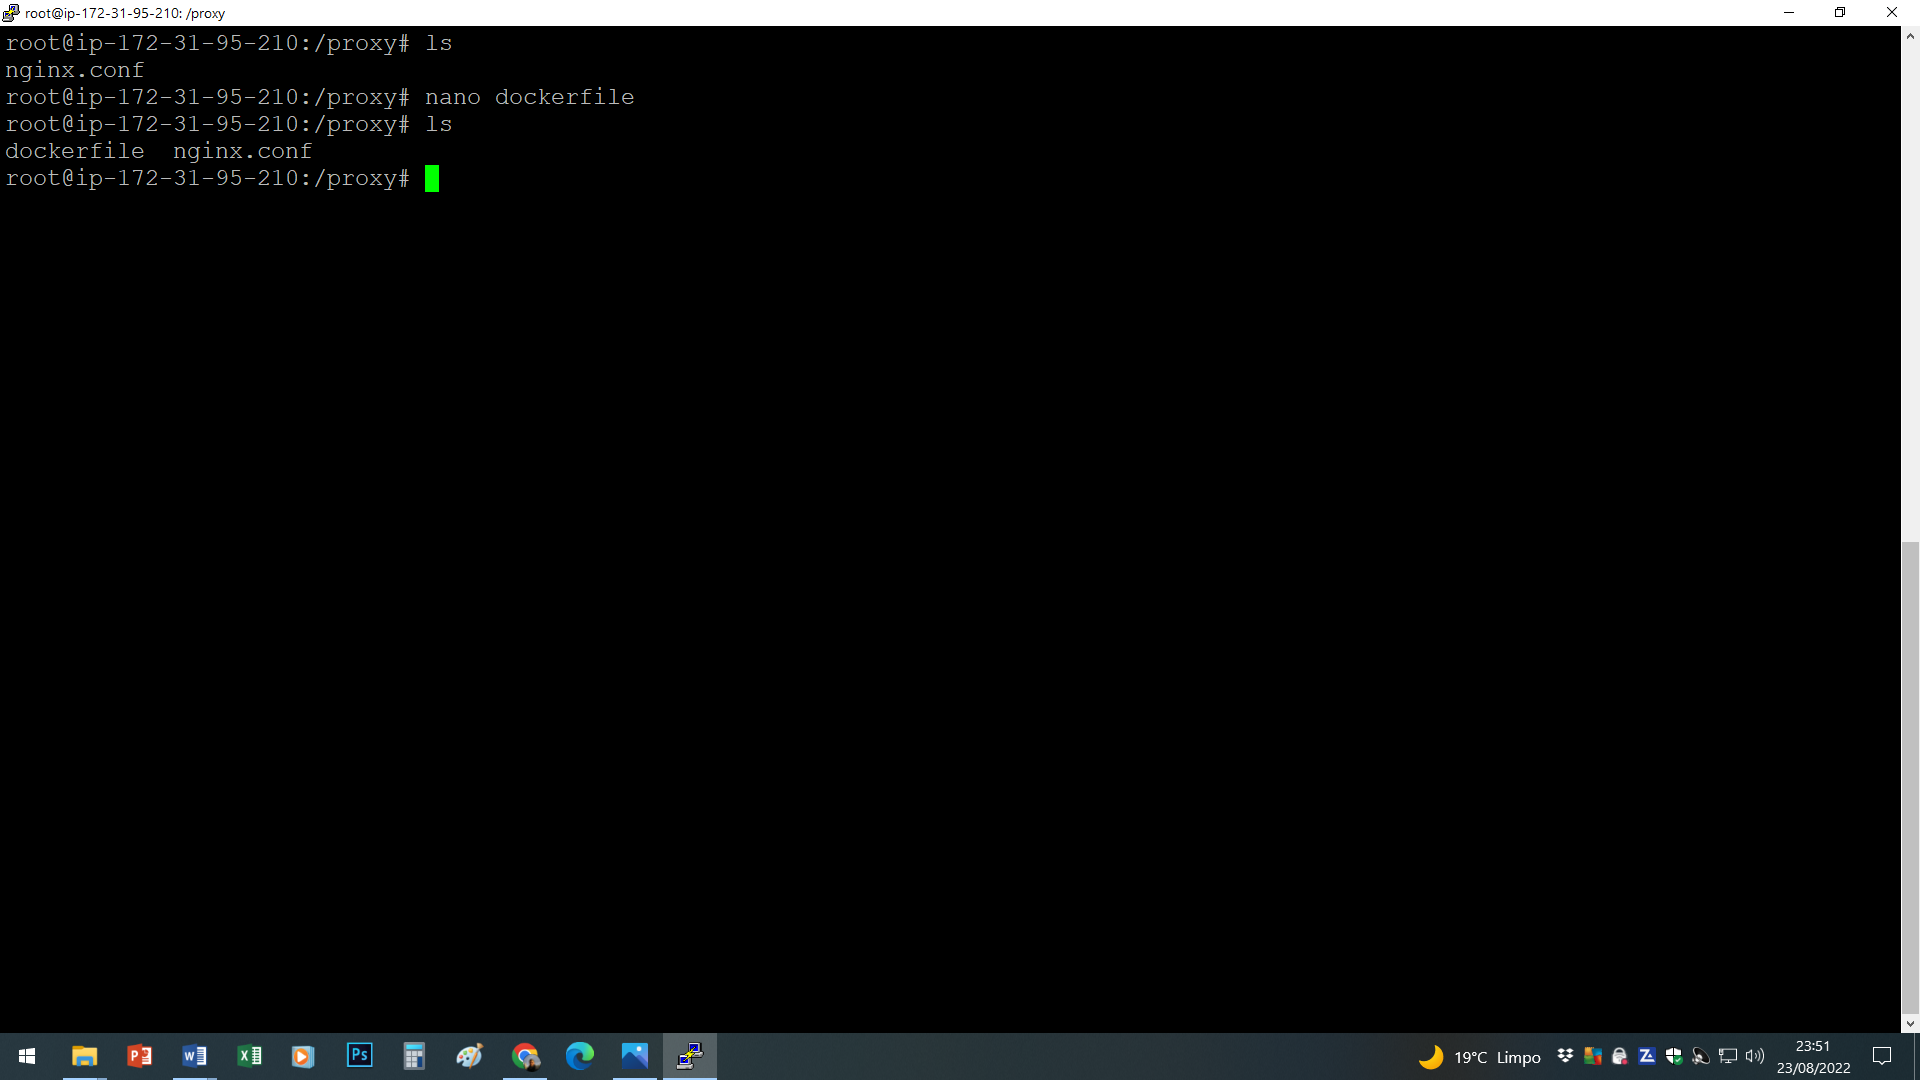 root@ip-172-31-95-210: /proxy
root@ip-172-31-95-210:/proxy# ls
nginx.conf
root@ip-172-31-95-210:/proxy# nano dockerfile
root@ip-172-31-95-210:/proxy# ls
dockerfile  nginx.conf
root@ip-172-31-95-210:/proxy#
19°C Limpo
23:51
23/08/2022